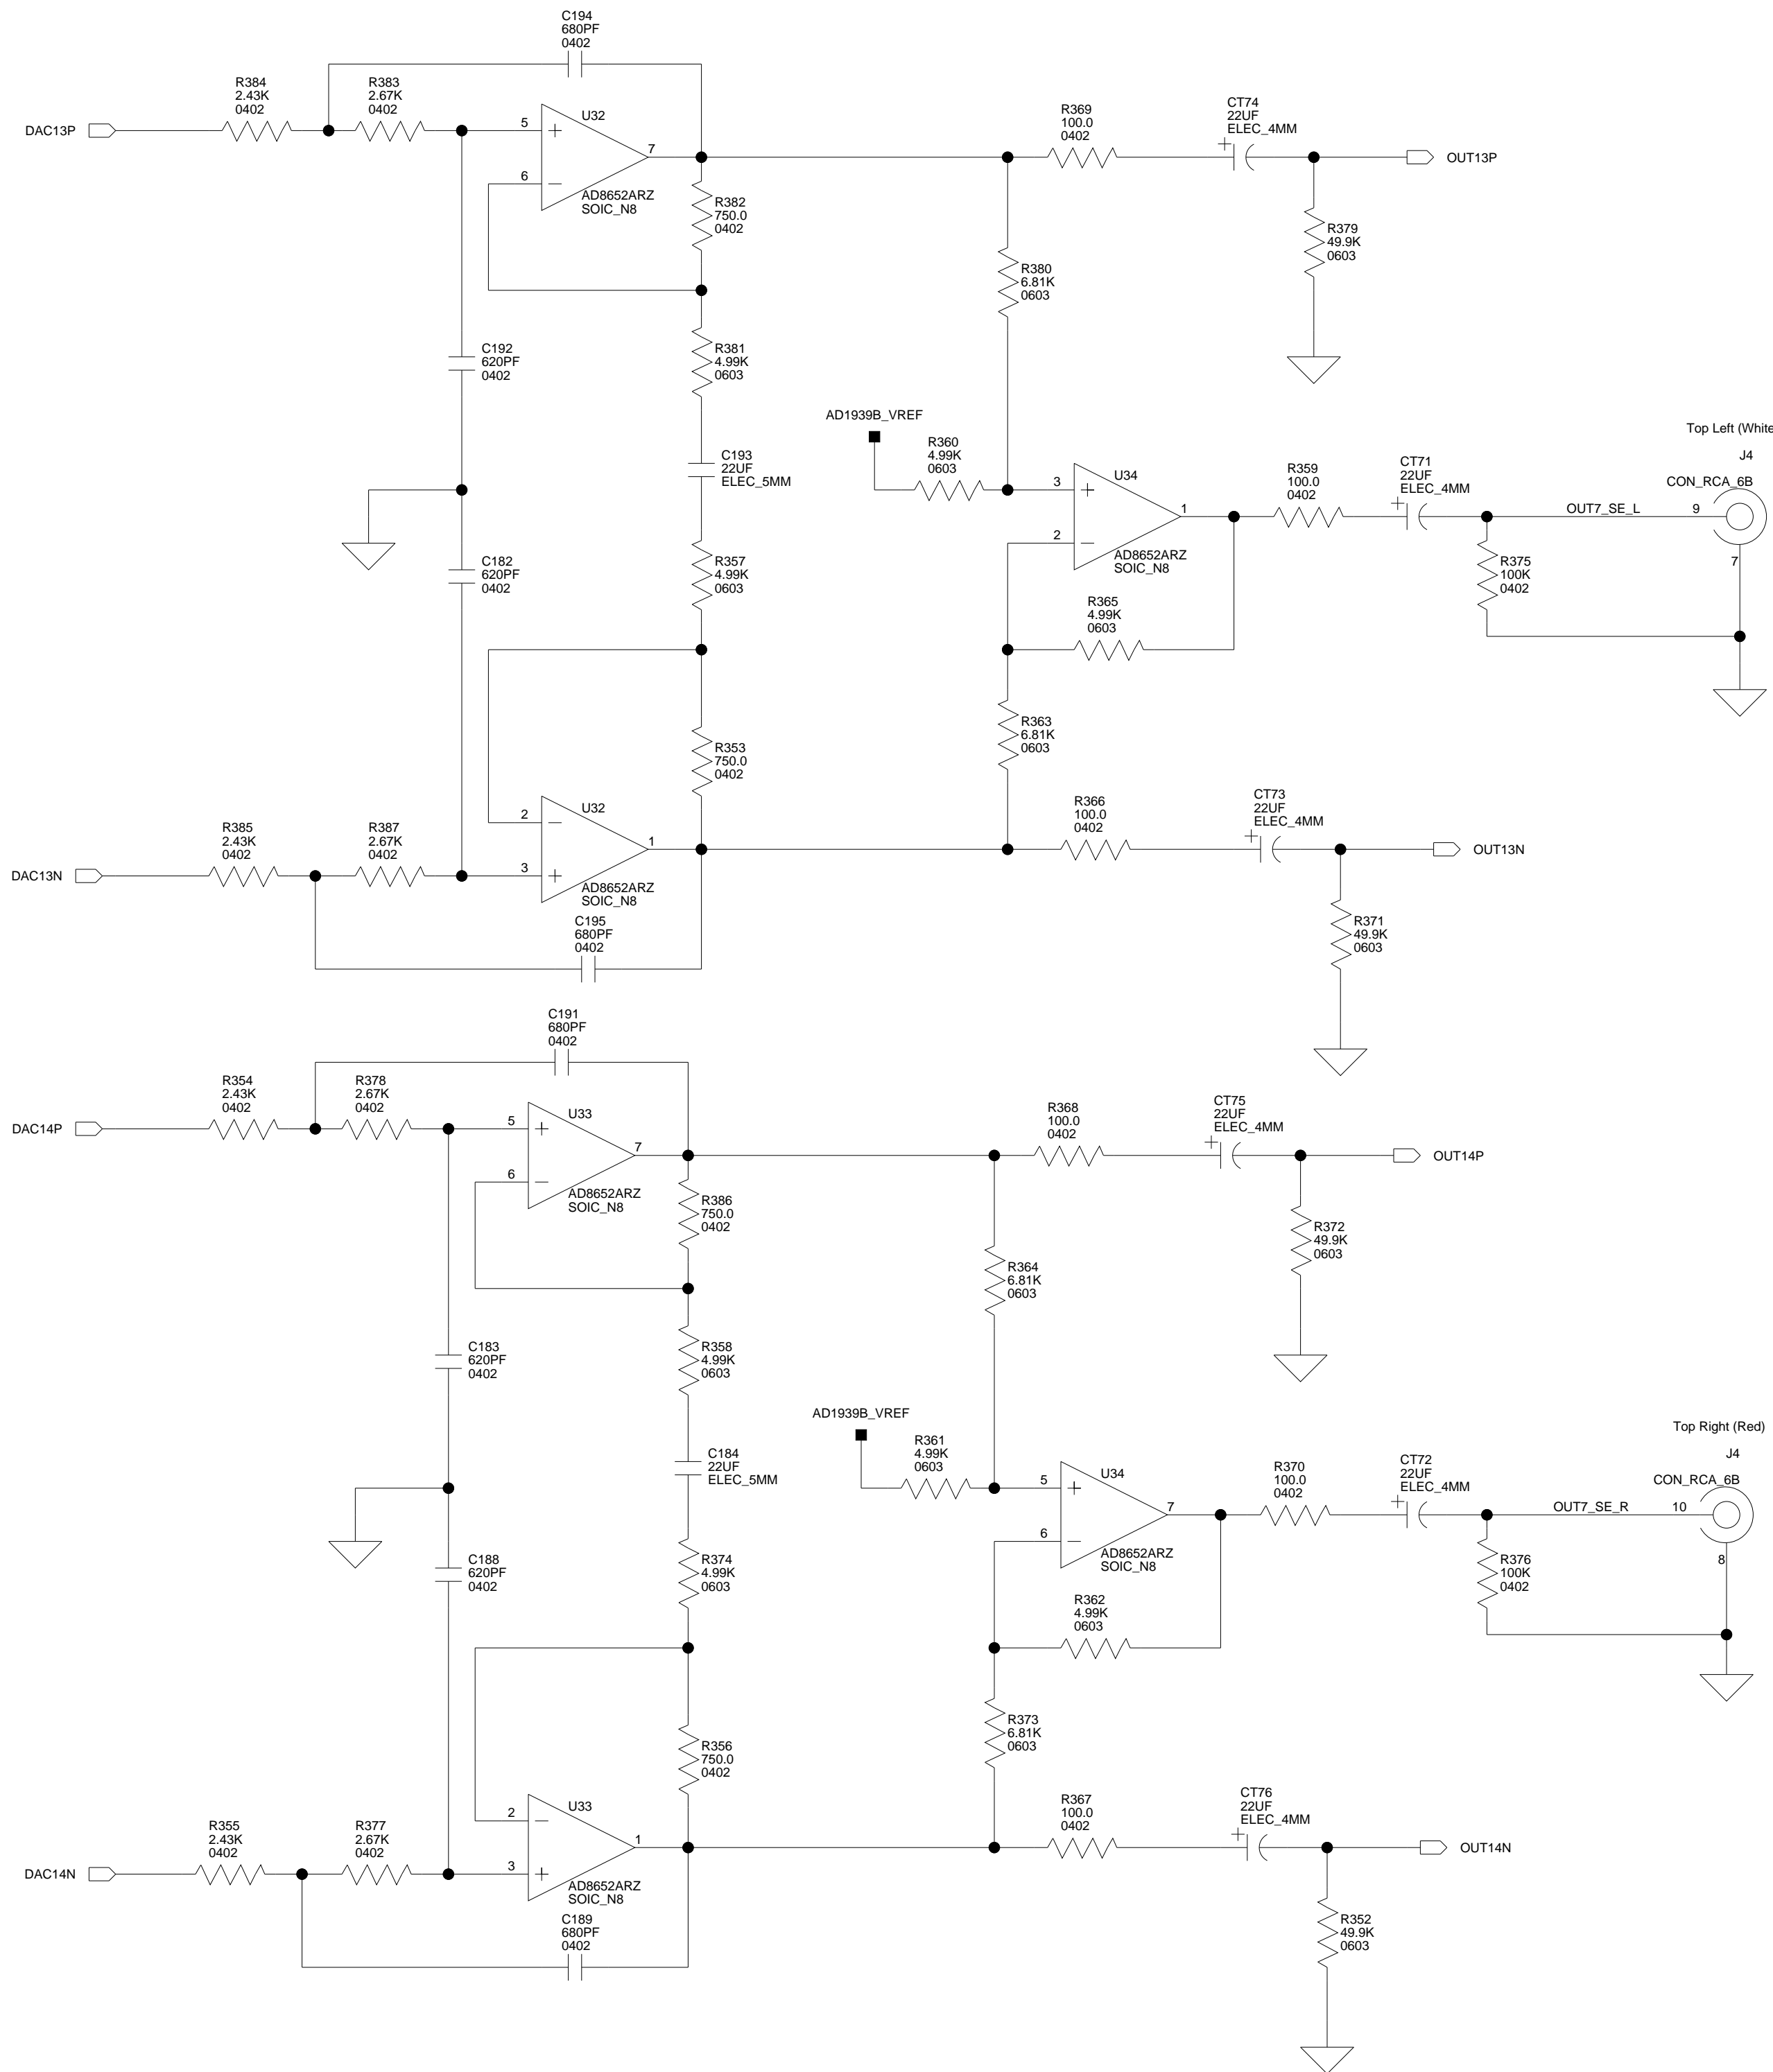 C194
680PF
0402
R384
2.43K
0402
R383
2.67K
0402
DAC13P
5
U32
+
7
6
−
AD8652ARZ
SOIC_N8
R382
750.0
0402
R369
100.0
0402
CT74
22UF
ELEC_4MM
+
OUT13P
R379
49.9K
0603
R380
6.81K
0603
C192
620PF
0402
R381
4.99K
0603
C193
22UF
ELEC_5MM
AD1939B_VREF
R360
4.99K
0603
3
U34
+
1
2
−
AD8652ARZ
SOIC_N8
R359
100.0
0402
CT71
22UF
ELEC_4MM
+
Top Left (White
J4
CON_RCA_6B
OUT7_SE_L
9
7
R375
100K
0402
C182
620PF
0402
R357
4.99K
0603
R365
4.99K
0603
R363
6.81K
0603
R353
750.0
0402
2
U32
−
1
3
+
AD8652ARZ
SOIC_N8
R385
2.43K
0402
R387
2.67K
0402
DAC13N
R366
100.0
0402
CT73
22UF
ELEC_4MM
+
OUT13N
R371
49.9K
0603
C195
680PF
0402
C191
680PF
0402
R354
2.43K
0402
R378
2.67K
0402
DAC14P
5
U33
+
7
6
−
AD8652ARZ
SOIC_N8
R386
750.0
0402
R368
100.0
0402
CT75
22UF
ELEC_4MM
+
OUT14P
R372
49.9K
0603
R364
6.81K
0603
C183
620PF
0402
R358
4.99K
0603
C184
22UF
ELEC_5MM
AD1939B_VREF
R361
4.99K
0603
5
U34
+
7
6
−
AD8652ARZ
SOIC_N8
R370
100.0
0402
CT72
22UF
ELEC_4MM
+
Top Right (Red)
J4
CON_RCA_6B
OUT7_SE_R
10
8
R376
100K
0402
C188
620PF
0402
R374
4.99K
0603
R362
4.99K
0603
R373
6.81K
0603
R356
750.0
0402
2
U33
−
1
3
+
AD8652ARZ
SOIC_N8
R355
2.43K
0402
R377
2.67K
0402
DAC14N
R367
100.0
0402
CT76
22UF
ELEC_4MM
+
OUT14N
R352
49.9K
0603
C189
680PF
0402